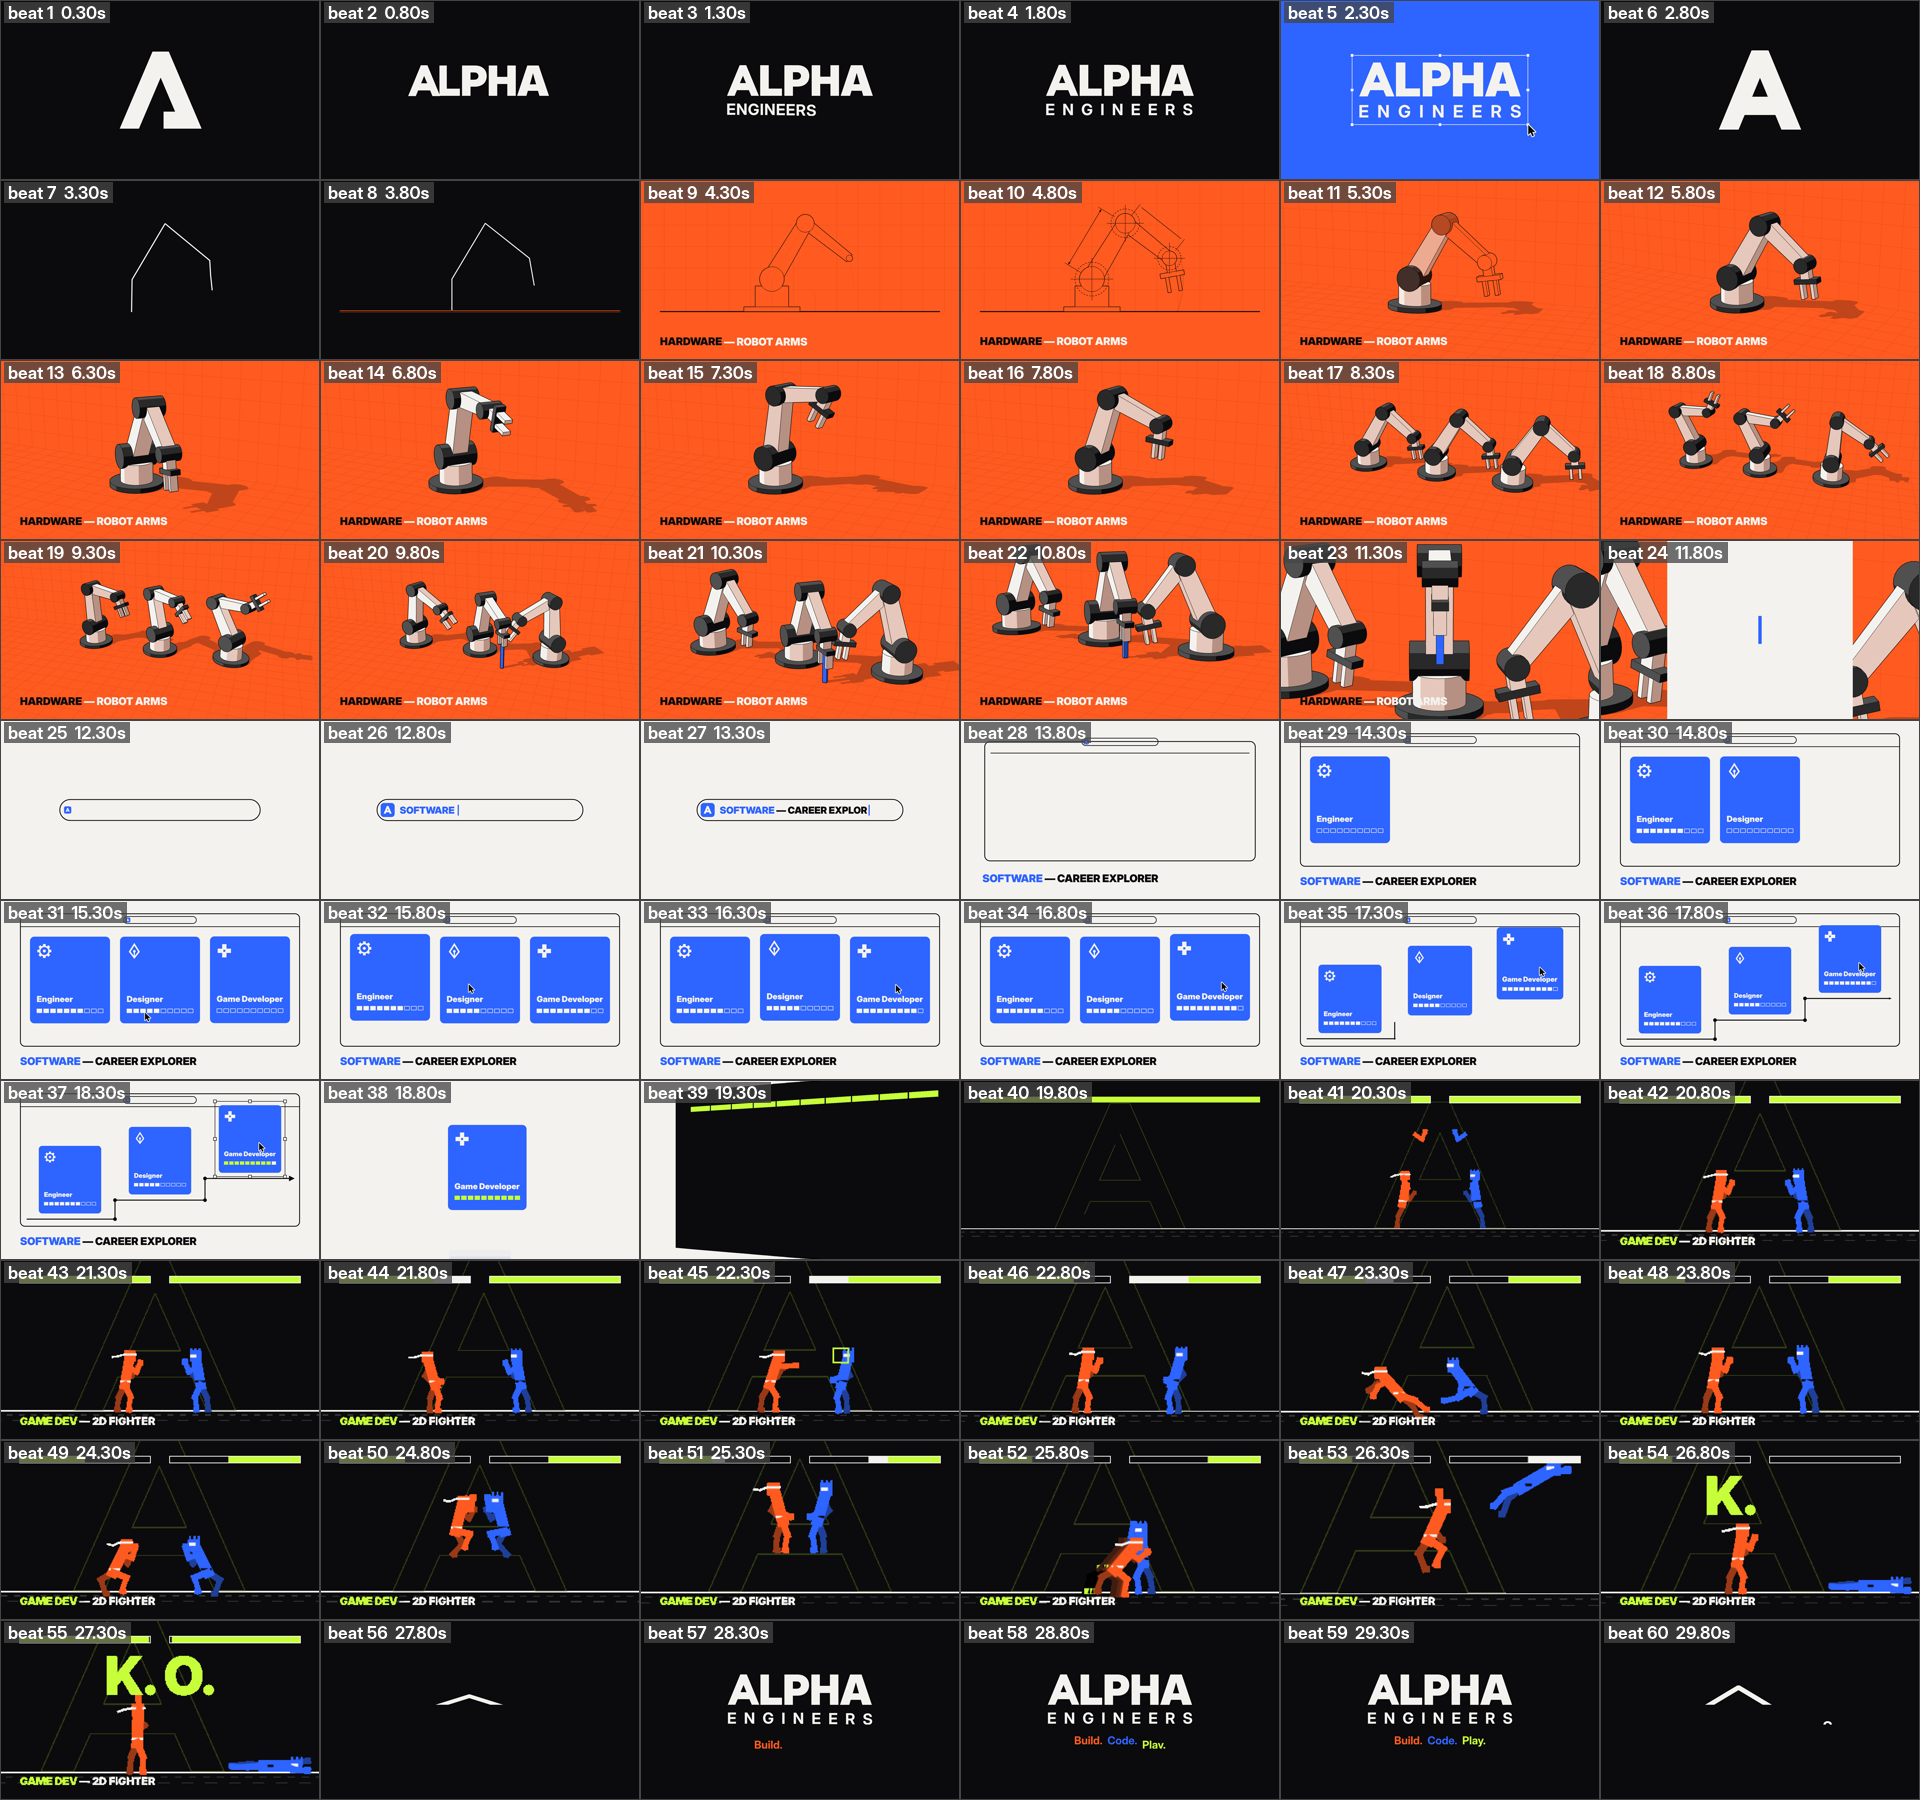 beat 1 0.30s
beat 2 0.80s
ALPHA
beat 3 1.30s
ALPHA
ENGINEERS
beat 4 1.80s
ALPHA
ENGINEERS
beat 5 2.30s
ALPHA
ENGINEERS
beat 6 2.80s
A
beat 7 3.30s
beat 8 3.80s
beat 9 4.30s
HARDWARE — ROBOT ARMS
beat 10 4.80s
HARDWARE — ROBOT ARMS
beat 11 5.30s
HARDWARE — ROBOT ARMS
beat 12 5.80s
HARDWARE — ROBOT ARMS
beat 13 6.30s
HARDWARE — ROBOT ARMS
beat 14 6.80s
HARDWARE — ROBOT ARMS
beat 15 7.30s
HARDWARE — ROBOT ARMS
beat 16 7.80s
HARDWARE — ROBOT ARMS
beat 17 8.30s
HARDWARE — ROBOT ARMS
beat 18 8.80s
HARDWARE — ROBOT ARMS
beat 19 9.30s
HARDWARE — ROBOT ARMS
beat 20 9.80s
HARDWARE — ROBOT ARMS
beat 21 10.30s
HARDWARE — ROBOT ARMS
beat 22 10.80s
HARDWARE — ROBOT ARMS
beat 23 11.30s
HARDWARE — ROBOT ARMS
beat 24 11.80s
beat 25 12.30s
A
beat 26 12.80s
A SOFTWARE
beat 27 13.30s
A SOFTWARE — CAREER EXPLOR
beat 28 13.80s
SOFTWARE — CAREER EXPLORER
beat 29 14.30s
Engineer
SOFTWARE — CAREER EXPLORER
beat 30 14.80s
Engineer
Designer
SOFTWARE — CAREER EXPLORER
beat 31 15.30s
Engineer
Designer
Game Developer
SOFTWARE — CAREER EXPLORER
beat 32 15.80s
Engineer
Designer
Game Developer
SOFTWARE — CAREER EXPLORER
beat 33 16.30s
Engineer
Designer
Game Developer
SOFTWARE — CAREER EXPLORER
beat 34 16.80s
Engineer
Designer
Game Developer
SOFTWARE — CAREER EXPLORER
beat 35 17.30s
Engineer
Designer
Game Developer
SOFTWARE — CAREER EXPLORER
beat 36 17.80s
Engineer
Designer
Game Developer
SOFTWARE — CAREER EXPLORER
beat 37 18.30s
Engineer
Designer
Game Developer
SOFTWARE — CAREER EXPLORER
beat 38 18.80s
Game Developer
beat 39 19.30s
beat 40 19.80s
beat 41 20.30s
beat 42 20.80s
GAME DEV — 2D FIGHTER
beat 43 21.30s
GAME DEV — 2D FIGHTER
beat 44 21.80s
GAME DEV — 2D FIGHTER
beat 45 22.30s
GAME DEV — 2D FIGHTER
beat 46 22.80s
GAME DEV — 2D FIGHTER
beat 47 23.30s
GAME DEV — 2D FIGHTER
beat 48 23.80s
GAME DEV — 2D FIGHTER
beat 49 24.30s
GAME DEV — 2D FIGHTER
beat 50 24.80s
GAME DEV — 2D FIGHTER
beat 51 25.30s
GAME DEV — 2D FIGHTER
beat 52 25.80s
GAME DEV — 2D FIGHTER
beat 53 26.30s
GAME DEV — 2D FIGHTER
beat 54 26.80s
K.
GAME DEV — 2D FIGHTER
beat 55 27.30s
K.O.
GAME DEV — 2D FIGHTER
beat 56 27.80s
beat 57 28.30s
ALPHA
ENGINEERS
Build.
beat 58 28.80s
ALPHA
ENGINEERS
Build. Code. Play.
beat 59 29.30s
ALPHA
ENGINEERS
Build. Code. Play.
beat 60 29.80s